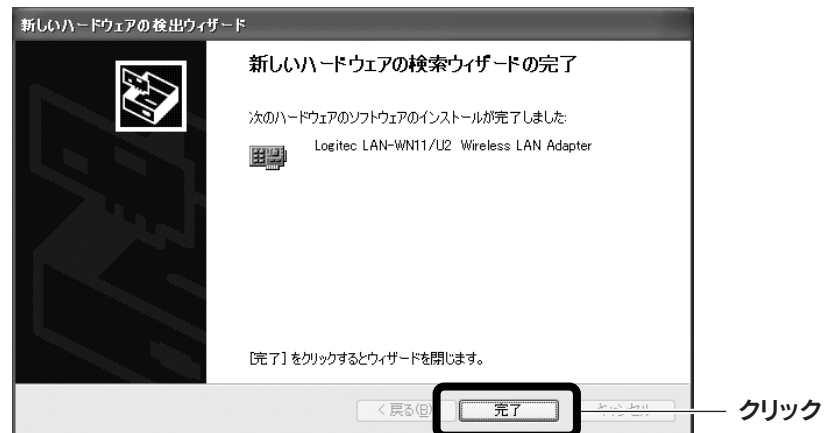 新しいハードウェアの検出ウィザード
新しいハードウェアの検索ウィザードの完了
次のハードウェアのソフトウェアのインストールが完了しました:
Logitec LAN-WN11/U2 Wireless LAN Adapter
[完了] をクリックするとウィザードを閉じます。
< 戻る(B)
完了
キャンセル
クリック